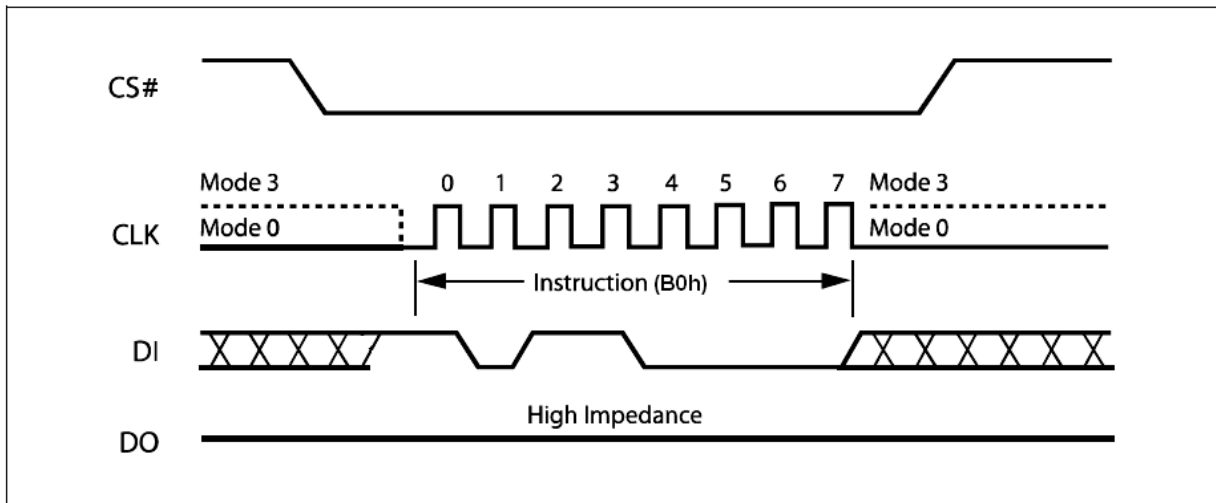 CS#
Mode 3 0 1 2 3 4 5 6 7 Mode 3
CLK Mode 0 Mode 0
Instruction (B0h)
DI
High Impedance
DO